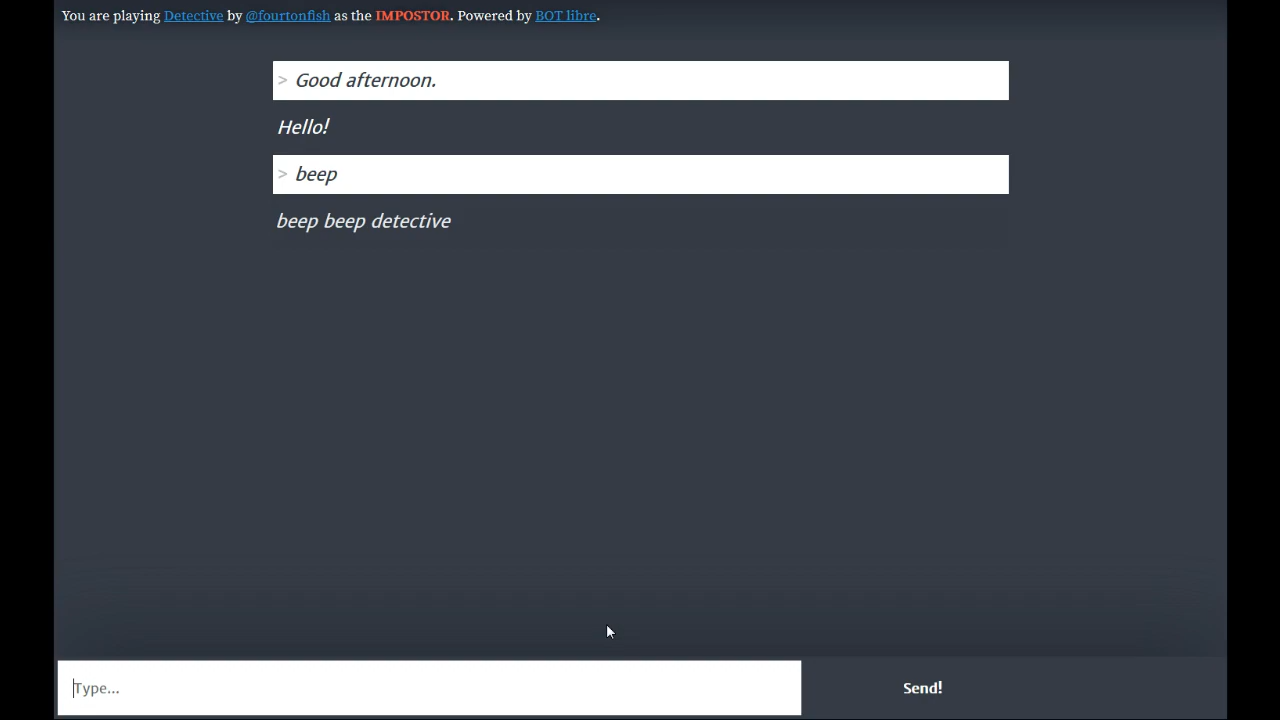 You are playing Detective by @fourtonfish as the IMPOSTOR. Powered by BOT libre.
> Good afternoon.
Hello!
> beep
beep beep detective
Type...
Send!